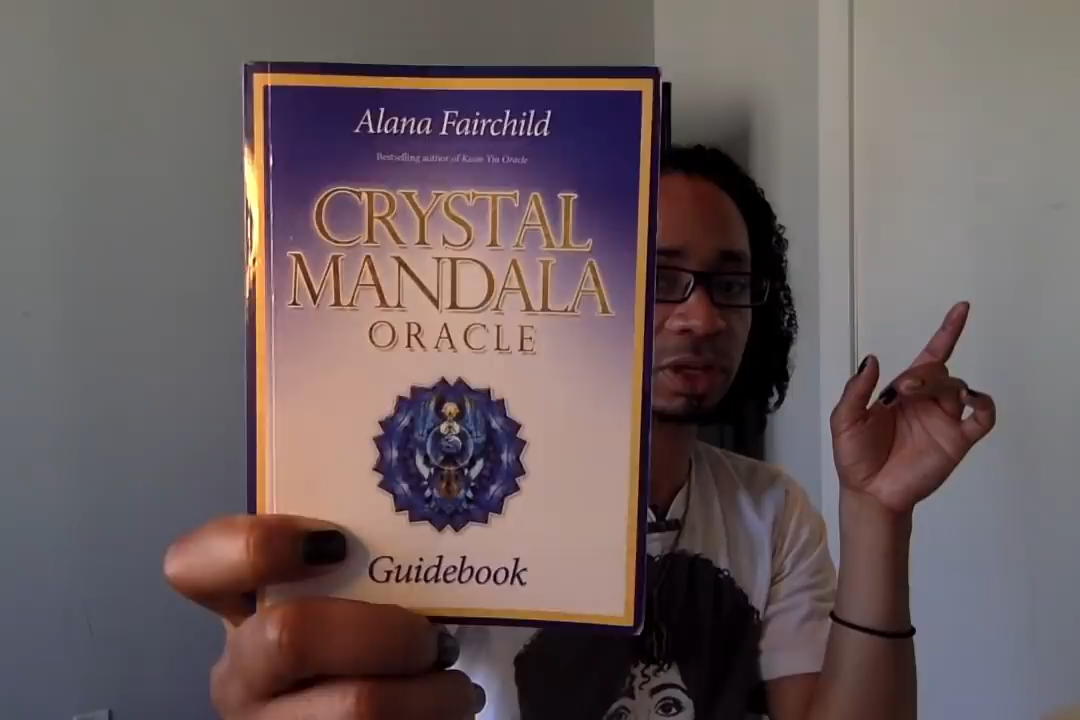 Alana Fairchild
Bestselling author of Kuan Yin Oracle
CRYSTAL
MANDALA
ORACLE
Guidebook